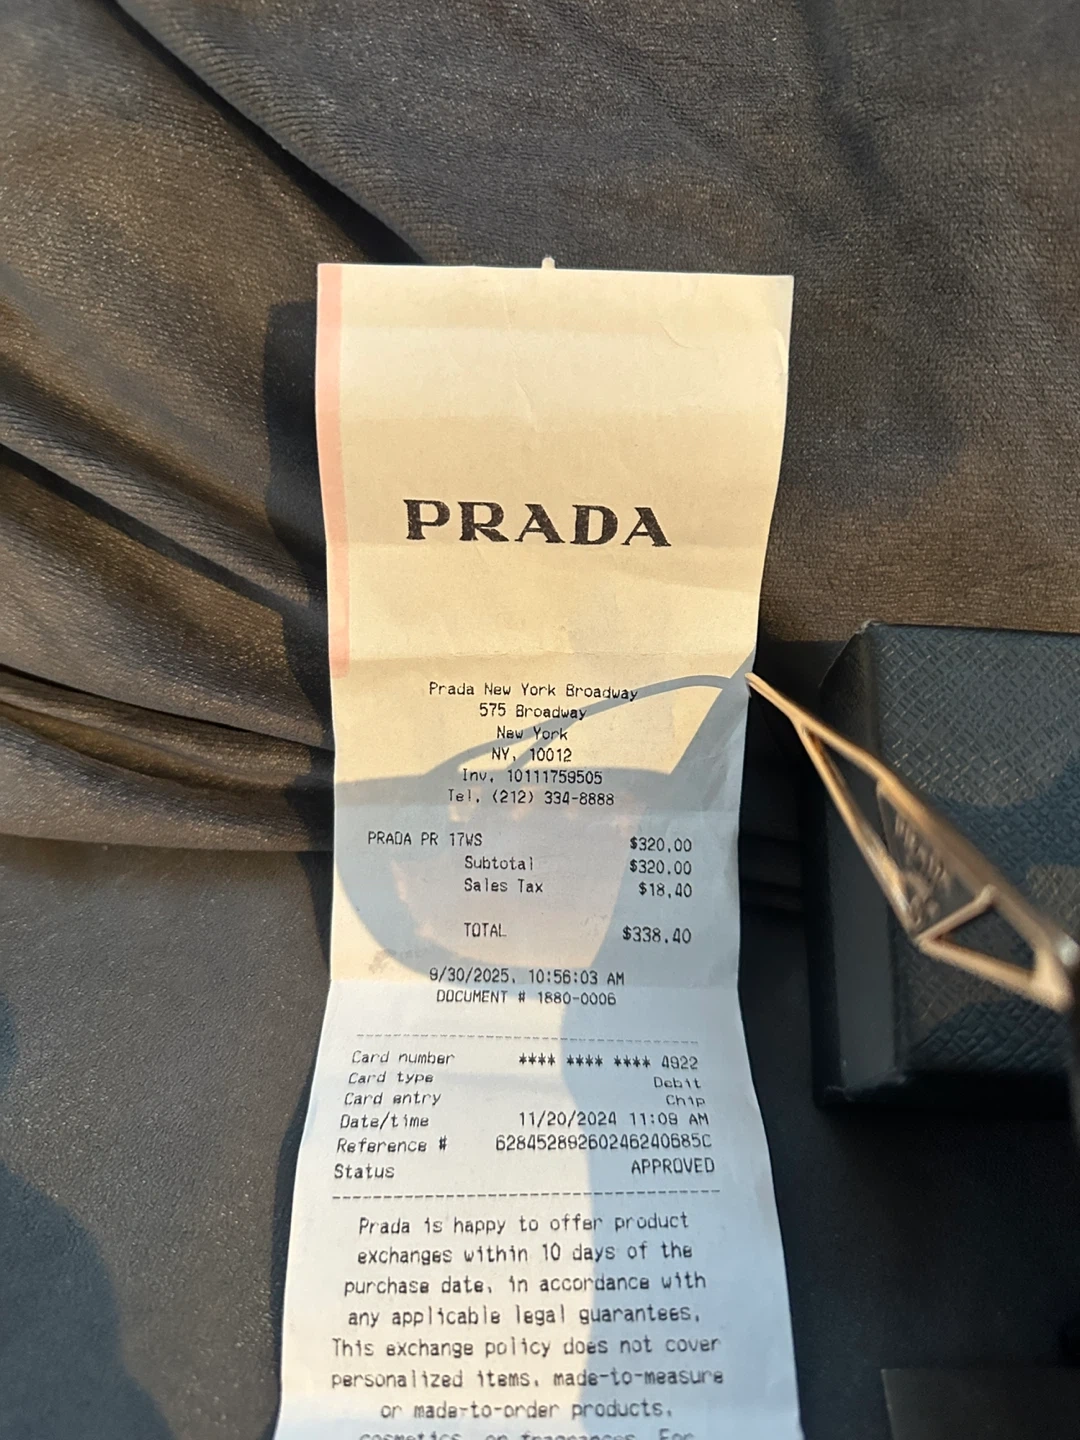 PRADA
Prada New York Broadway
575 Broadway
New York
NY, 10012
Inv. 10111759505
Tel. (212) 334-8888
PRADA PR 17WS $320.00
Subtotal $320.00
Sales Tax $18.40
TOTAL $338.40
9/30/2025, 10:56:03 AM
DOCUMENT # 1880-0006
Card number **** **** **** 4922
Card type Debit
Card entry Chip
Date/time 11/20/2024 11:09 AM
Reference # 62845289260246240685C
Status APPROVED
Prada is happy to offer product
exchanges within 10 days of the
purchase date, in accordance with
any applicable legal guarantees.
This exchange policy does not cover
personalized items, made-to-measure
or made-to-order products,
cosmetics, or fragrances. For